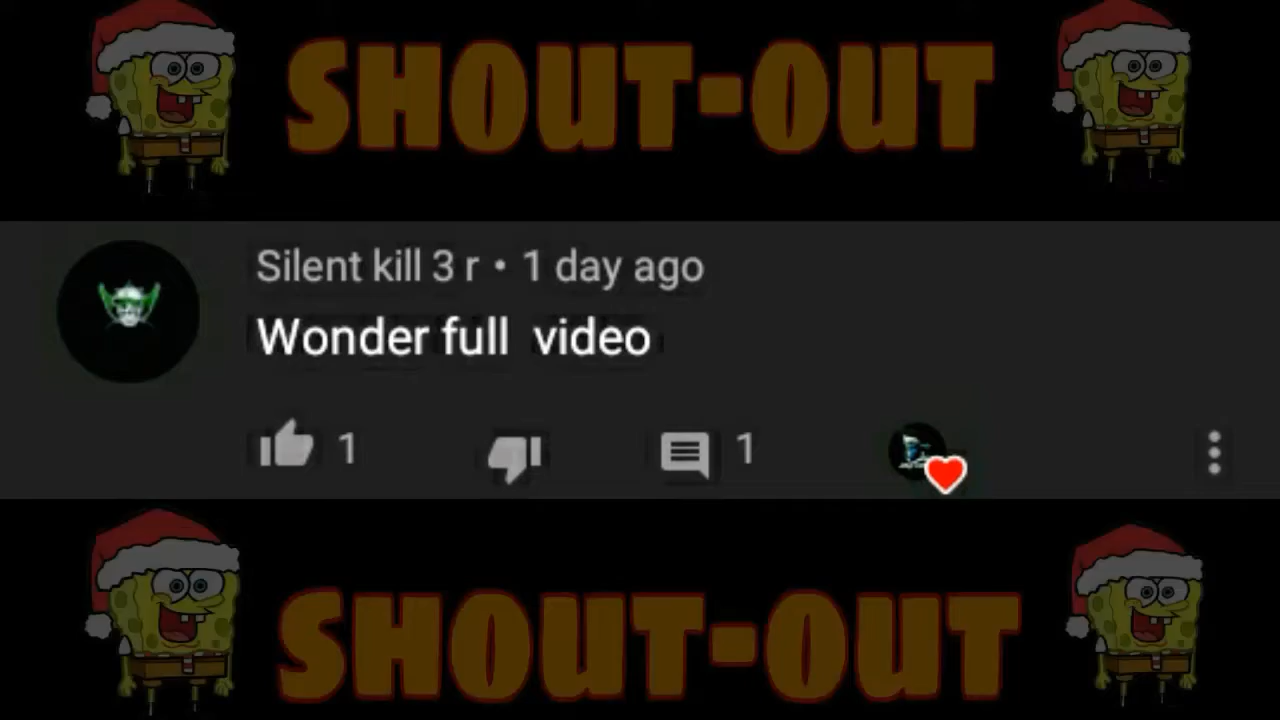 SHOUT-OUT
Silent kill 3 r • 1 day ago
Wonder full  video
1 1
SHOUT-OUT